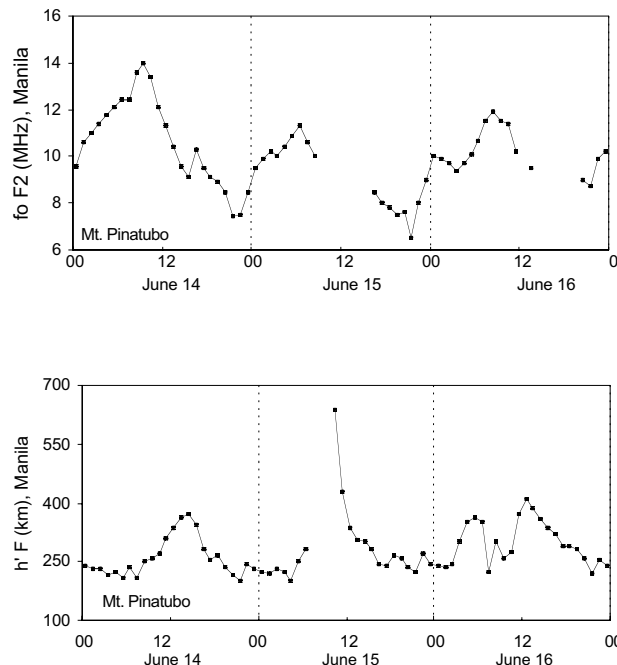 16
14
12
10
8
6
fo F2 (MHz), Manila
Mt. Pinatubo
00 12 00 12 00 12 0
June 14 June 15 June 16
700
550
400
250
100
h' F (km), Manila
Mt. Pinatubo
00 12 00 12 00 12 00
June 14 June 15 June 16